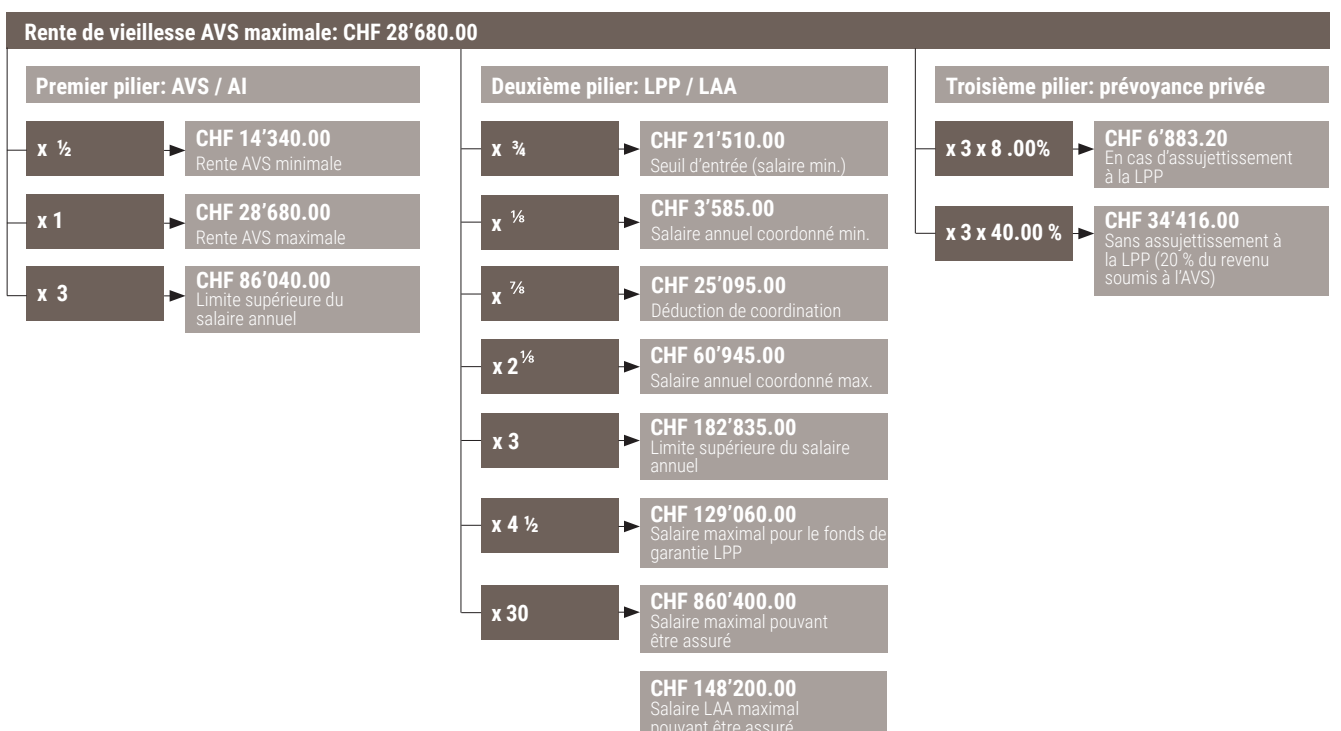 Rente de vieillesse AVS maximale: CHF 28’680.00
Premier pilier: AVS / AI
x ½
CHF 14’340.00
Rente AVS minimale
x 1
CHF 28’680.00
Rente AVS maximale
x 3
CHF 86’040.00
Limite supérieure du
salaire annuel
Deuxième pilier: LPP / LAA
x ¾
CHF 21’510.00
Seuil d’entrée (salaire min.)
x ⅛
CHF 3’585.00
Salaire annuel coordonné min.
x ⅞
CHF 25’095.00
Déduction de coordination
x 2⅛
CHF 60’945.00
Salaire annuel coordonné max.
x 3
CHF 182’835.00
Limite supérieure du salaire
annuel
x 4 ½
CHF 129’060.00
Salaire maximal pour le fonds de
garantie LPP
x 30
CHF 860’400.00
Salaire maximal pouvant
être assuré
CHF 148’200.00
Salaire LAA maximal
pouvant être assuré
Troisième pilier: prévoyance privée
x 3 x 8 .00%
CHF 6’883.20
En cas d’assujettissement
à la LPP
x 3 x 40.00 %
CHF 34’416.00
Sans assujettissement à
la LPP (20 % du revenu
soumis à l’AVS)